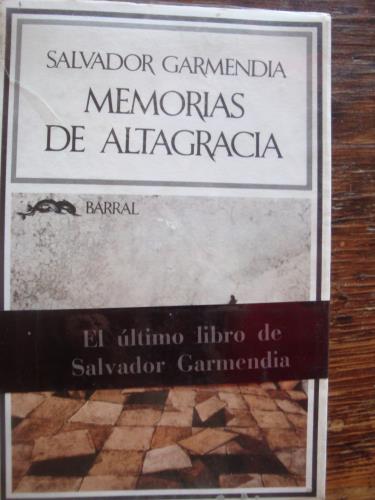 SALVADOR GARMENDIA
MEMORIAS
DE ALTAGRACIA
BARRAL
El último libro de
Salvador Garmendia